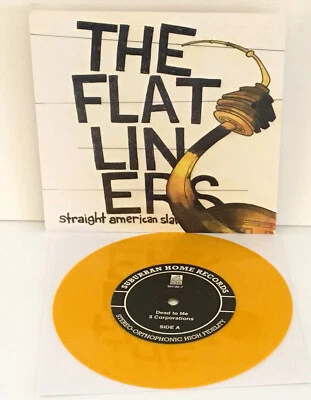 THE
FLAT
LIN
ERS
straight american sla
SUBURBAN HOME RECORDS
Dead to Me
5 Corporations
SIDE A
STEREO-ORTHOPHONIC HIGH FIDELITY